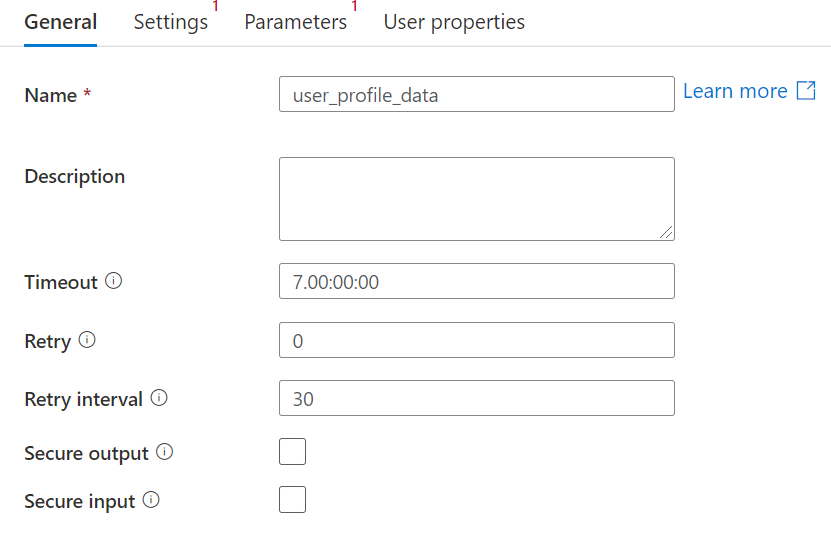 General Settings 1 Parameters 1 User properties
Name * user_profile_data Learn more
Description
Timeout 7.00:00:00
Retry 0
Retry interval 30
Secure output
Secure input